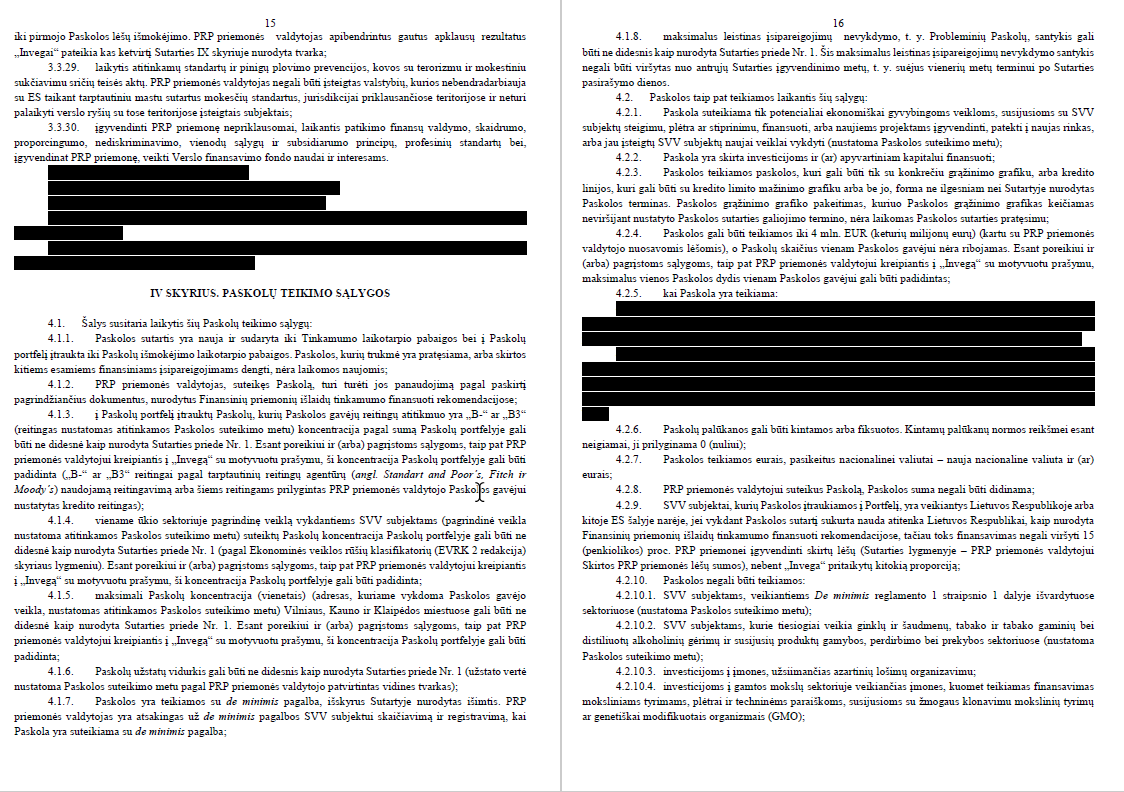 15
iki pirmojo Paskolos lėšų išmokėjimo. PRP priemonės valdytojas apibendrintus gautus apklausų rezultatus
„Invegai“ pateikia kas ketvirtį Sutarties IX skyriuje nurodyta tvarka;
3.3.29. laikytis atitinkamų standartų ir pinigų plovimo prevencijos, kovos su terorizmu ir mokestiniu
sukčiavimu sričių teisės aktų. PRP priemonės valdytojas negali būti įsteigtas valstybių, kurios nebendradarbiauja
su ES taikant tarptautiniu mastu sutartus mokesčių standartus, jurisdikcijai priklausančiose teritorijose ir neturi
palaikyti verslo ryšių su tose teritorijose įsteigtais subjektais;
3.3.30. įgyvendinti PRP priemonę nepriklausomai, laikantis patikimo finansų valdymo, skaidrumo,
proporcingumo, nediskriminavimo, vienodų sąlygų ir subsidiarumo principų, profesinių standartų bei,
įgyvendinat PRP priemonę, veikti Verslo finansavimo fondo naudai ir interesams.
IV SKYRIUS. PASKOLŲ TEIKIMO SĄLYGOS
4.1. Šalys susitaria laikytis šių Paskolų teikimo sąlygų:
4.1.1. Paskolos sutartis yra nauja ir sudaryta iki Tinkamumo laikotarpio pabaigos bei į Paskolų
portfelį įtraukta iki Paskolų išmokėjimo laikotarpio pabaigos. Paskolos, kurių trukmė yra pratęsiama, arba skirtos
kitiems esamiems finansiniams įsipareigojimams dengti, nėra laikomos naujomis;
4.1.2. PRP priemonės valdytojas, suteikęs Paskolą, turi turėti jos panaudojimą pagal paskirtį
pagrindžiančius dokumentus, nurodytus Finansinių priemonių išlaidų tinkamumo finansuoti rekomendacijose;
4.1.3. į Paskolų portfelį įtrauktų Paskolų, kurių Paskolos gavėjų reitingų atitikmuo yra „B-“ ar „B3“
(reitingas nustatomas atitinkamos Paskolos suteikimo metu) koncentracija pagal sumą Paskolų portfelyje gali
būti ne didesnė kaip nurodyta Sutarties priede Nr. 1. Esant poreikiui ir (arba) pagrįstoms sąlygoms, taip pat PRP
priemonės valdytojui kreipiantis į „Invegą“ su motyvuotu prašymu, ši koncentracija Paskolų portfelyje gali būti
padidinta („B-“ ar „B3“ reitingai pagal tarptautinių reitingų agentūrų (angl. Standart and Poor’s, Fitch ir
Moody’s) naudojamą reitingavimą arba šiems reitingams prilygintas PRP priemonės valdytojo Paskolos gavėjui
nustatytas kredito reitingas);
4.1.4. viename ūkio sektoriuje pagrindinę veiklą vykdantiems SVV subjektams (pagrindinė veikla
nustatoma atitinkamos Paskolos suteikimo metu) suteiktų Paskolų koncentracija Paskolų portfelyje gali būti ne
didesnė kaip nurodyta Sutarties priede Nr. 1 (pagal Ekonominės veiklos rūšių klasifikatorių (EVRK 2 redakcija)
skyriaus lygmeniu). Esant poreikiui ir (arba) pagrįstoms sąlygoms, taip pat PRP priemonės valdytojui kreipiantis
į „Invegą“ su motyvuotu prašymu, ši koncentracija Paskolų portfelyje gali būti padidinta;
4.1.5. maksimali Paskolų koncentracija (vienetais) (adresas, kuriame vykdoma Paskolos gavėjo
veikla, nustatomas atitinkamos Paskolos suteikimo metu) Vilniaus, Kauno ir Klaipėdos miestuose gali būti ne
didesnė kaip nurodyta Sutarties priede Nr. 1. Esant poreikiui ir (arba) pagrįstoms sąlygoms, taip pat PRP
priemonės valdytojui kreipiantis į „Invegą“ su motyvuotu prašymu, ši koncentracija Paskolų portfelyje gali būti
padidinta;
4.1.6. Paskolų užstatų vidurkis gali būti ne didesnis kaip nurodyta Sutarties priede Nr. 1 (užstato vertė
nustatoma Paskolos suteikimo metu pagal PRP priemonės valdytojo patvirtintas vidines tvarkas);
4.1.7. Paskolos yra teikiamos su de minimis pagalba, išskyrus Sutartyje nurodytas išimtis. PRP
priemonės valdytojas yra atsakingas už de minimis pagalbos SVV subjektui skaičiavimą ir registravimą, kai
Paskola yra suteikiama su de minimis pagalba;
16
4.1.8. maksimalus leistinas įsipareigojimų nevykdymo, t. y. Probleminių Paskolų, santykis gali
būti ne didesnis kaip nurodyta Sutarties priede Nr. 1. Šis maksimalus leistinas įsipareigojimų nevykdymo santykis
negali būti viršytas nuo antrųjų Sutarties įgyvendinimo metų, t. y. suėjus vienerių metų terminui po Sutarties
pasirašymo dienos.
4.2. Paskolos taip pat teikiamos laikantis šių sąlygų:
4.2.1. Paskola suteikiama tik potencialiai ekonomiškai gyvybingoms veikloms, susijusioms su SVV
subjektų steigimu, plėtra ar stiprinimu, finansuoti, arba naujiems projektams įgyvendinti, patekti į naujas rinkas,
arba jau įsteigtų SVV subjektų naujai veiklai vykdyti (nustatoma Paskolos suteikimo metu);
4.2.2. Paskola yra skirta investicijoms ir (ar) apyvartiniam kapitalui finansuoti;
4.2.3. Paskolos teikiamos paskolos, kuri gali būti tik su konkrečiu grąžinimo grafiku, arba kredito
linijos, kuri gali būti su kredito limito mažinimo grafiku arba be jo, forma ne ilgesniam nei Sutartyje nurodytas
Paskolos terminas. Paskolos grąžinimo grafiko pakeitimas, kuriuo Paskolos grąžinimo grafikas keičiamas
neviršijant nustatyto Paskolos sutarties galiojimo termino, nėra laikomas Paskolos sutarties pratęsimu;
4.2.4. Paskolos gali būti teikiamos iki 4 mln. EUR (keturių milijonų eurų) (kartu su PRP priemonės
valdytojo nuosavomis lėšomis), o Paskolų skaičius vienam Paskolos gavėjui nėra ribojamas. Esant poreikiui ir
(arba) pagrįstoms sąlygoms, taip pat PRP priemonės valdytojui kreipiantis į „Invegą“ su motyvuotu prašymu,
maksimalus vienos Paskolos dydis vienam Paskolos gavėjui gali būti padidintas;
4.2.5. kai Paskola yra teikiama:
4.2.6. Paskolų palūkanos gali būti kintamos arba fiksuotos. Kintamų palūkanų normos reikšmei esant
neigiamai, ji prilyginama 0 (nuliui);
4.2.7. Paskolos teikiamos eurais, pasikeitus nacionalinei valiutai – nauja nacionaline valiuta ir (ar)
eurais;
4.2.8. PRP priemonės valdytojui suteikus Paskolą, Paskolos suma negali būti didinama;
4.2.9. SVV subjektai, kurių Paskolos įtraukiamos į Portfelį, yra veikiantys Lietuvos Respublikoje arba
kitoje ES šalyje narėje, jei vykdant Paskolos sutartį sukurta nauda atitenka Lietuvos Respublikai, kaip nurodyta
Finansinių priemonių išlaidų tinkamumo finansuoti rekomendacijose, tačiau toks finansavimas negali viršyti 15
(penkiolikos) proc. PRP priemonei įgyvendinti skirtų lėšų (Sutarties lygmenyje – PRP priemonės valdytojui
Skirtos PRP priemonės lėšų sumos), nebent „Invega“ pritaikytų kitokią proporciją;
4.2.10. Paskolos negali būti teikiamos:
4.2.10.1. SVV subjektams, veikiantiems De minimis reglamento 1 straipsnio 1 dalyje išvardytuose
sektoriuose (nustatoma Paskolos suteikimo metu);
4.2.10.2. SVV subjektams, kurie tiesiogiai veikia ginklų ir šaudmenų, tabako ir tabako gaminių bei
distiliuotų alkoholinių gėrimų ir susijusių produktų gamybos, perdirbimo bei prekybos sektoriuose (nustatoma
Paskolos suteikimo metu);
4.2.10.3. investicijoms į įmones, užsiimančias azartinių lošimų organizavimu;
4.2.10.4. investicijoms į gamtos mokslų sektoriuje veikiančias įmones, kuomet teikiamas finansavimas
moksliniams tyrimams, plėtrai ir techninėms paraiškoms, susijusioms su žmogaus klonavimu mokslinių tyrimų
ar genetiškai modifikuotais organizmais (GMO);